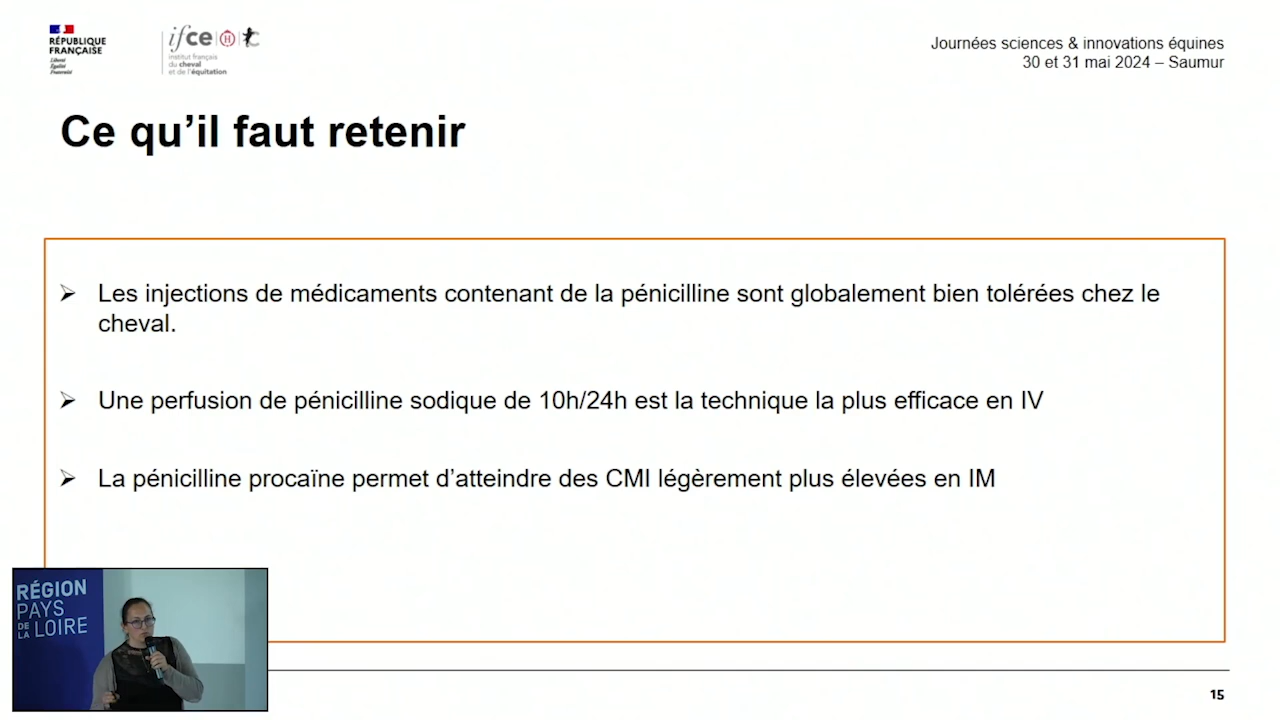 RÉPUBLIQUE
FRANÇAISE
Liberté
Égalité
Fraternité
ifce
institut français
du cheval
et de l'équitation
Journées sciences & innovations équines
30 et 31 mai 2024 – Saumur
Ce qu’il faut retenir
Les injections de médicaments contenant de la pénicilline sont globalement bien tolérées chez le
cheval.
Une perfusion de pénicilline sodique de 10h/24h est la technique la plus efficace en IV
La pénicilline procaïne permet d’atteindre des CMI légèrement plus élevées en IM
RÉGION
PAYS
DE LA LOIRE
15